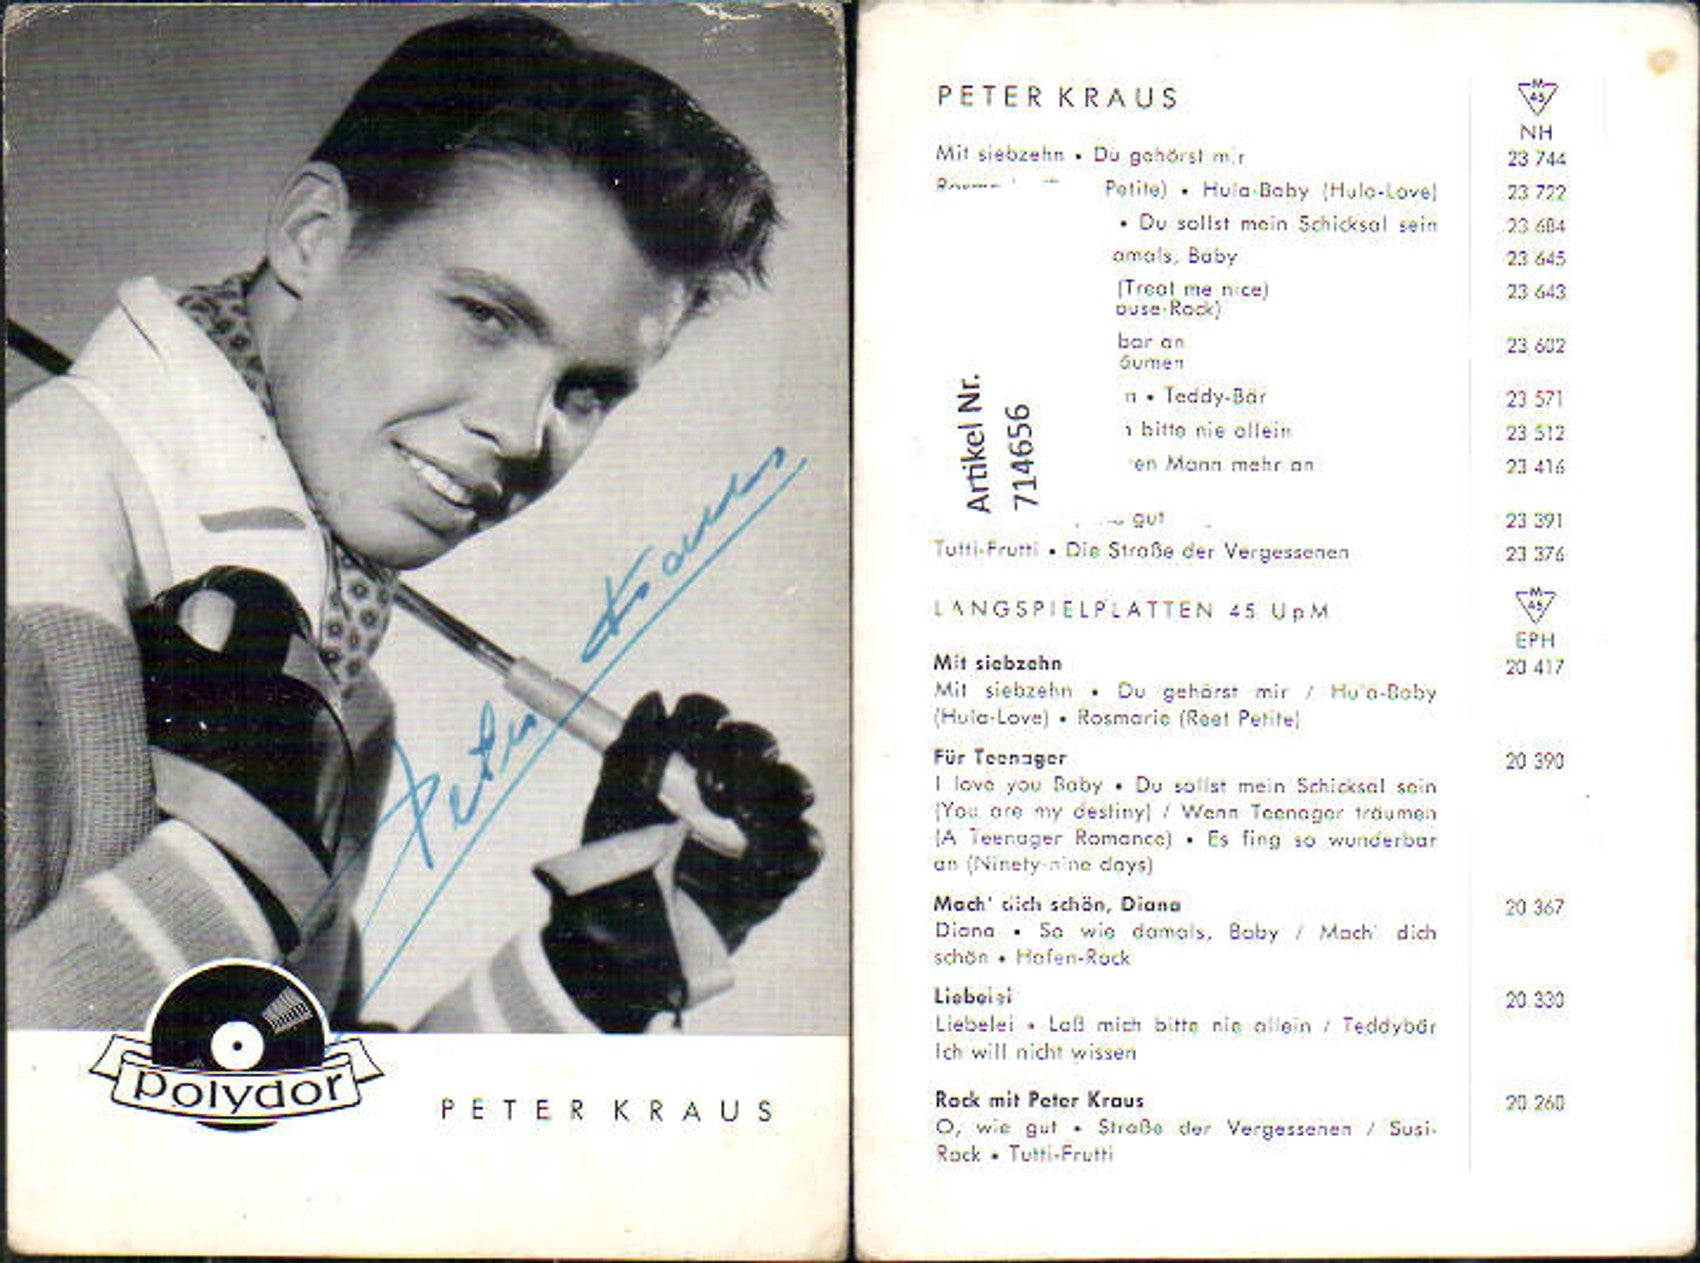 Peter Kraus
polydor
PETER KRAUS
PETER KRAUS
M
45
NH
Mit siebzehn • Du gehörst mir
23 744
Petite) • Hula-Baby (Hula-Love)
23 722
• Du sollst mein Schicksal sein
23 684
amals, Baby
23 645
(Treat me nice)
23 643
ouse-Rock)
bar an
23 602
äumen
n • Teddy-Bär
23 571
bitte nie allein
23 512
en Mann mehr an
23 416
gut
23 391
Tutti-Frutti • Die Straße der Vergessenen
23 376
Artikel Nr.
714656
LANGSPIELPLATTEN 45 UpM
M
45
EPH
Mit siebzehn
20 417
Mit siebzehn • Du gehörst mir / Hula-Baby
(Hula-Love) • Rosmarie (Reet Petite)
Für Teenager
20 390
I love you Baby • Du sollst mein Schicksal sein
(You are my destiny) / Wenn Teenager träumen
(A Teenager Romance) • Es fing so wunderbar
an (Ninety-nine days)
Mach' dich schön, Diana
20 367
Diana • So wie damals, Baby / Mach' dich
schön • Hafen-Rock
Liebelei
20 330
Liebelei • Laß mich bitte nie allein / Teddybär
Ich will nicht wissen
Rock mit Peter Kraus
20 260
O, wie gut • Straße der Vergessenen / Susi-
Rock • Tutti-Frutti